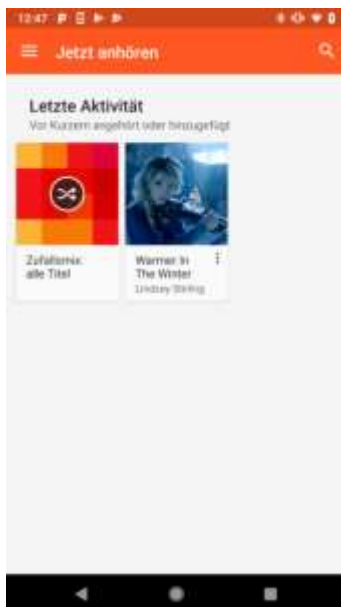 12:47
Jetzt anhören
Letzte Aktivität
Vor Kurzem angehört oder hinzugefügt
Zufallsmix:
alle Titel
Warmer In
The Winter
Lindsey Stirling